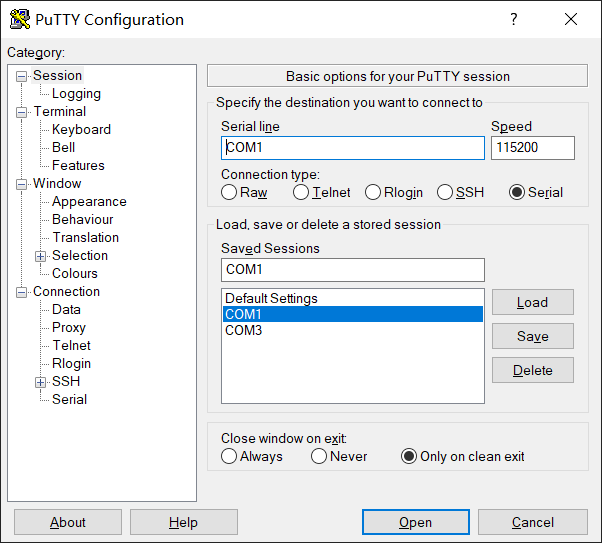 PuTTY Configuration
?
Category:
Session
Logging
Terminal
Keyboard
Bell
Features
Window
Appearance
Behaviour
Translation
Selection
Colours
Connection
Data
Proxy
Telnet
Rlogin
SSH
Serial
Basic options for your PuTTY session
Specify the destination you want to connect to
Serial line Speed
COM1 115200
Connection type:
Raw Telnet Rlogin SSH Serial
Load, save or delete a stored session
Saved Sessions
COM1
Default Settings
COM1
COM3
Load
Save
Delete
Close window on exit:
Always Never Only on clean exit
About Help Open Cancel